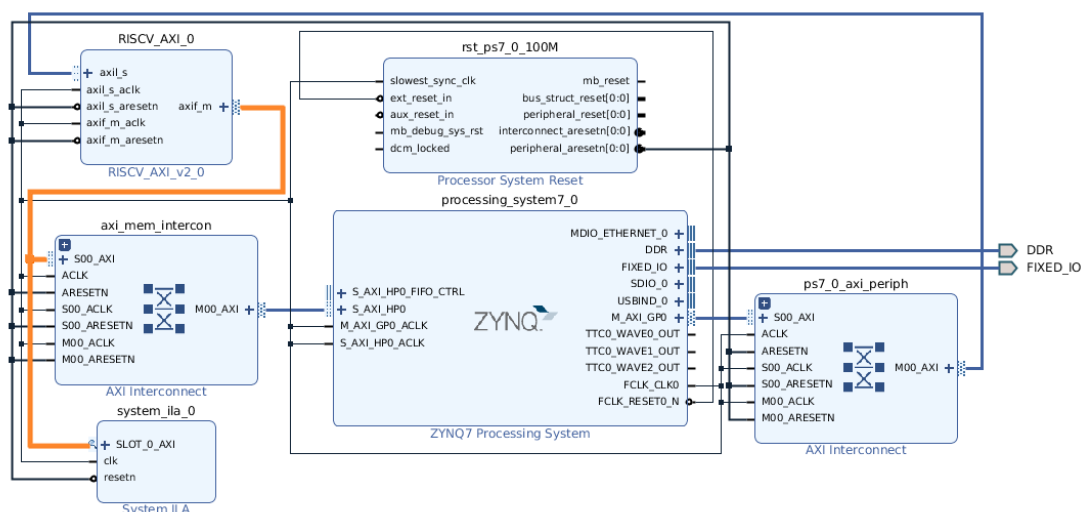 RISCV_AXI_0
axil_s
axil_s_aclk
axil_s_aresetn
axif_m_aclk
axif_m_aresetn
axif_m
RISCV_AXI_v2_0
rst_ps7_0_100M
slowest_sync_clk
ext_reset_in
aux_reset_in
mb_debug_sys_rst
dcm_locked
mb_reset
bus_struct_reset[0:0]
peripheral_reset[0:0]
interconnect_aresetn[0:0]
peripheral_aresetn[0:0]
Processor System Reset
axi_mem_intercon
S00_AXI
ACLK
ARESETN
S00_ACLK
S00_ARESETN
M00_ACLK
M00_ARESETN
M00_AXI
AXI Interconnect
processing_system7_0
S_AXI_HP0_FIFO_CTRL
S_AXI_HP0
M_AXI_GP0_ACLK
S_AXI_HP0_ACLK
ZYNQ
MDIO_ETHERNET_0
DDR
FIXED_IO
SDIO_0
USBIND_0
M_AXI_GP0
TTC0_WAVE0_OUT
TTC0_WAVE1_OUT
TTC0_WAVE2_OUT
FCLK_CLK0
FCLK_RESET0_N
ZYNQ7 Processing System
DDR
FIXED_IO
ps7_0_axi_periph
S00_AXI
ACLK
ARESETN
S00_ACLK
S00_ARESETN
M00_ACLK
M00_ARESETN
M00_AXI
AXI Interconnect
system_ila_0
SLOT_0_AXI
clk
resetn
System ILA